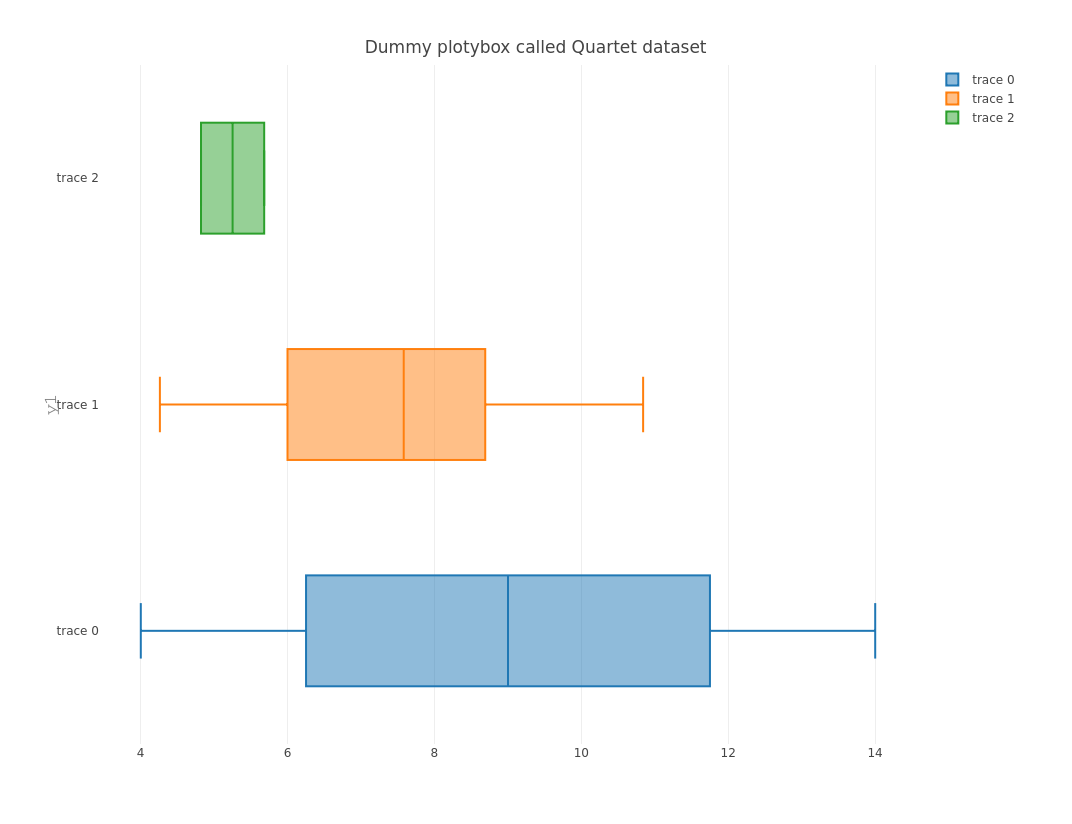 Dummy plotybox called Quartet dataset
trace 0
trace 1
trace 2
trace 2
y1
trace 1
trace 0
4 6 8 10 12 14